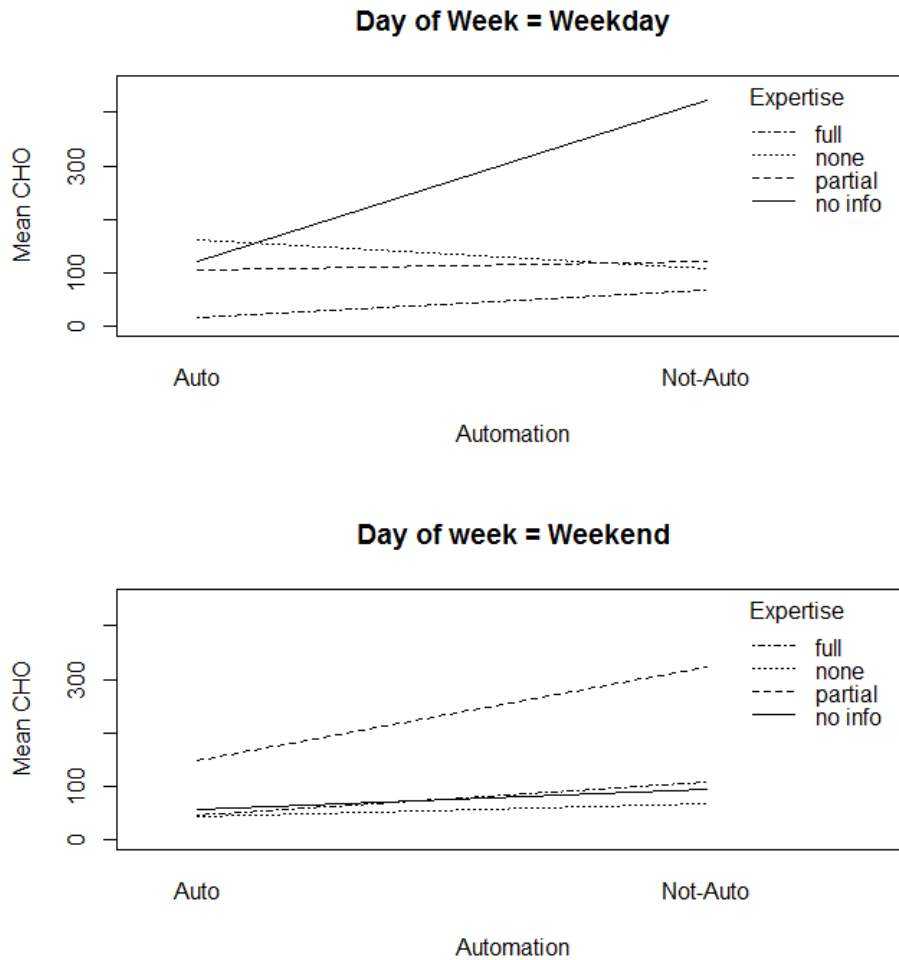 Day of Week = Weekday
Mean CHO
300
100
0
Expertise
full
none
partial
no info
Auto
Not-Auto
Automation
Day of week = Weekend
Mean CHO
300
100
0
Expertise
full
none
partial
no info
Auto
Not-Auto
Automation